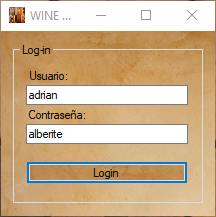 WINE ...
Log-in
Usuario:
adrian
Contraseña:
alberite
Login